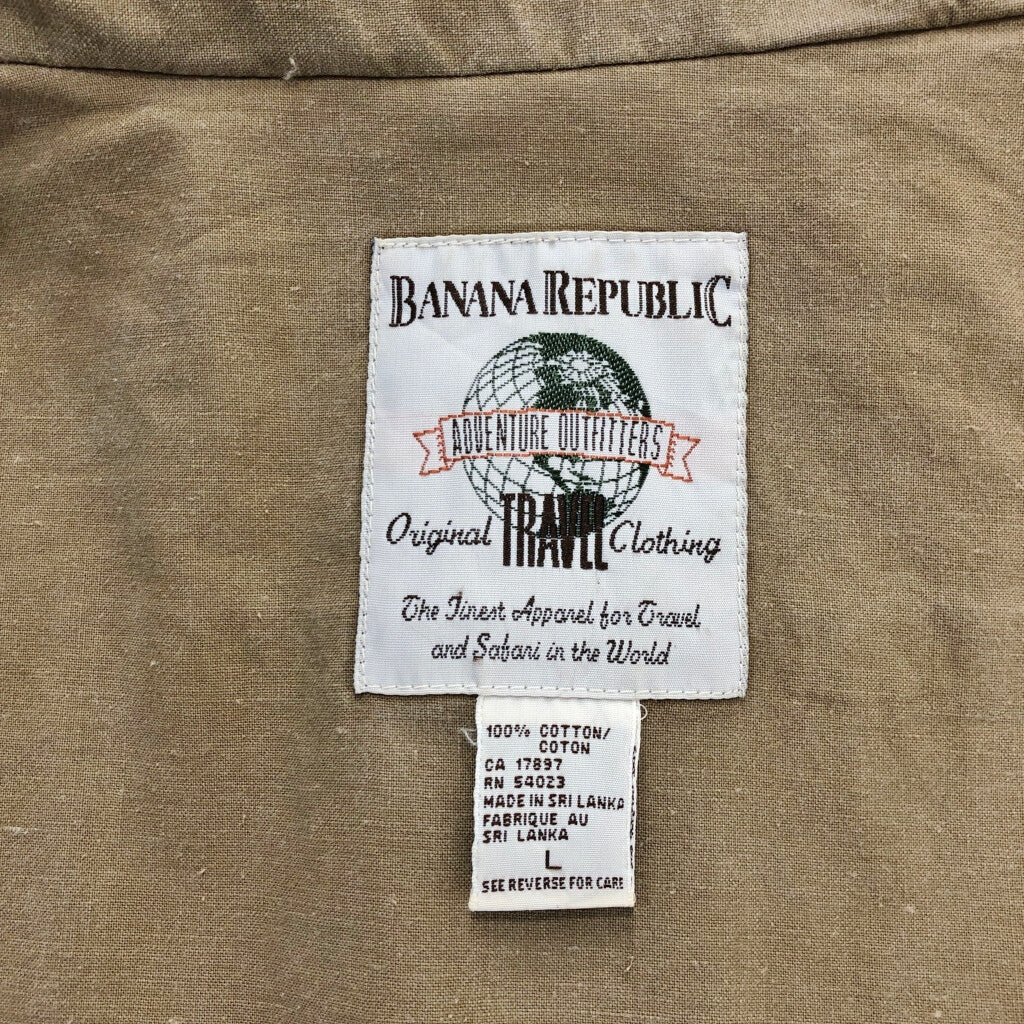 BANANA REPUBLIC
ADVENTURE OUTFITTERS
Original TRAVEL Clothing
The Finest Apparel for Travel
and Safari in the World
100% COTTON/
COTON
CA 17897
RN 54023
MADE IN SRI LANKA
FABRIQUE AU
SRI LANKA
L
SEE REVERSE FOR CARE